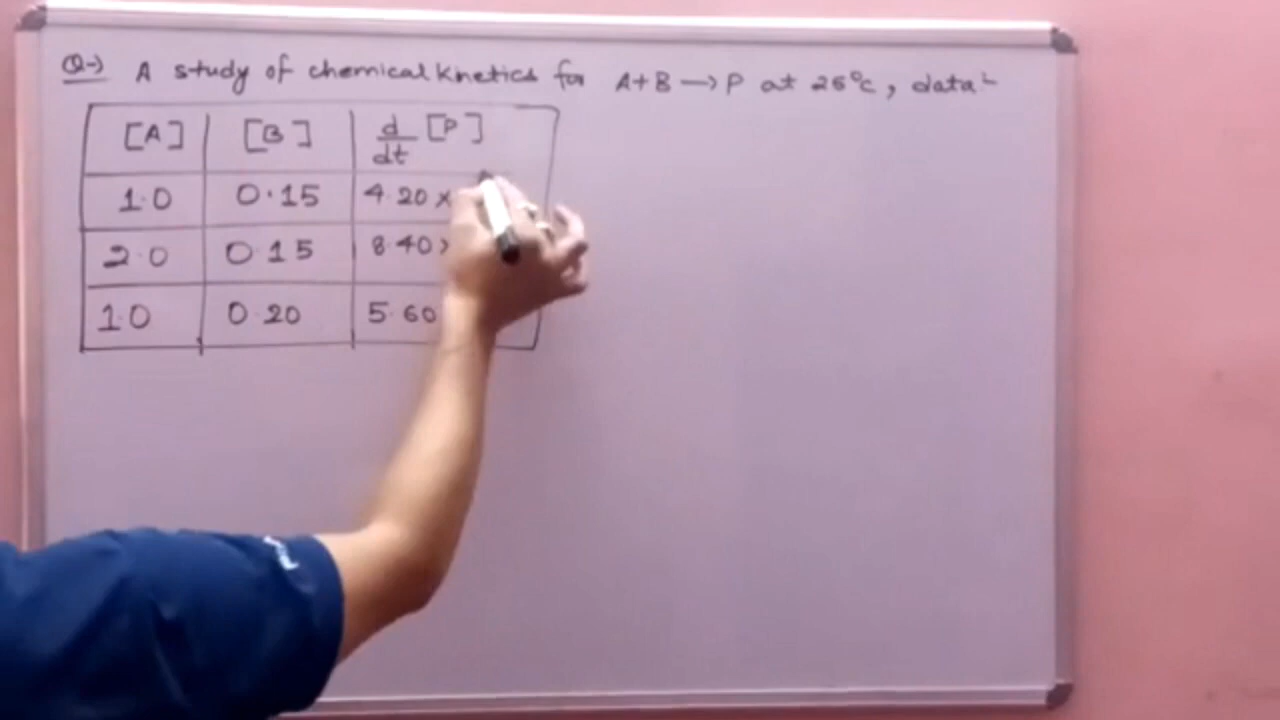 Q→ A study of chemical kinetics for A+B → P at 25°C, data:-
[A] [B] d/dt [P]
1.0 0.15 4.20 ×
2.0 0.15 8.40 ×
1.0 0.20 5.60